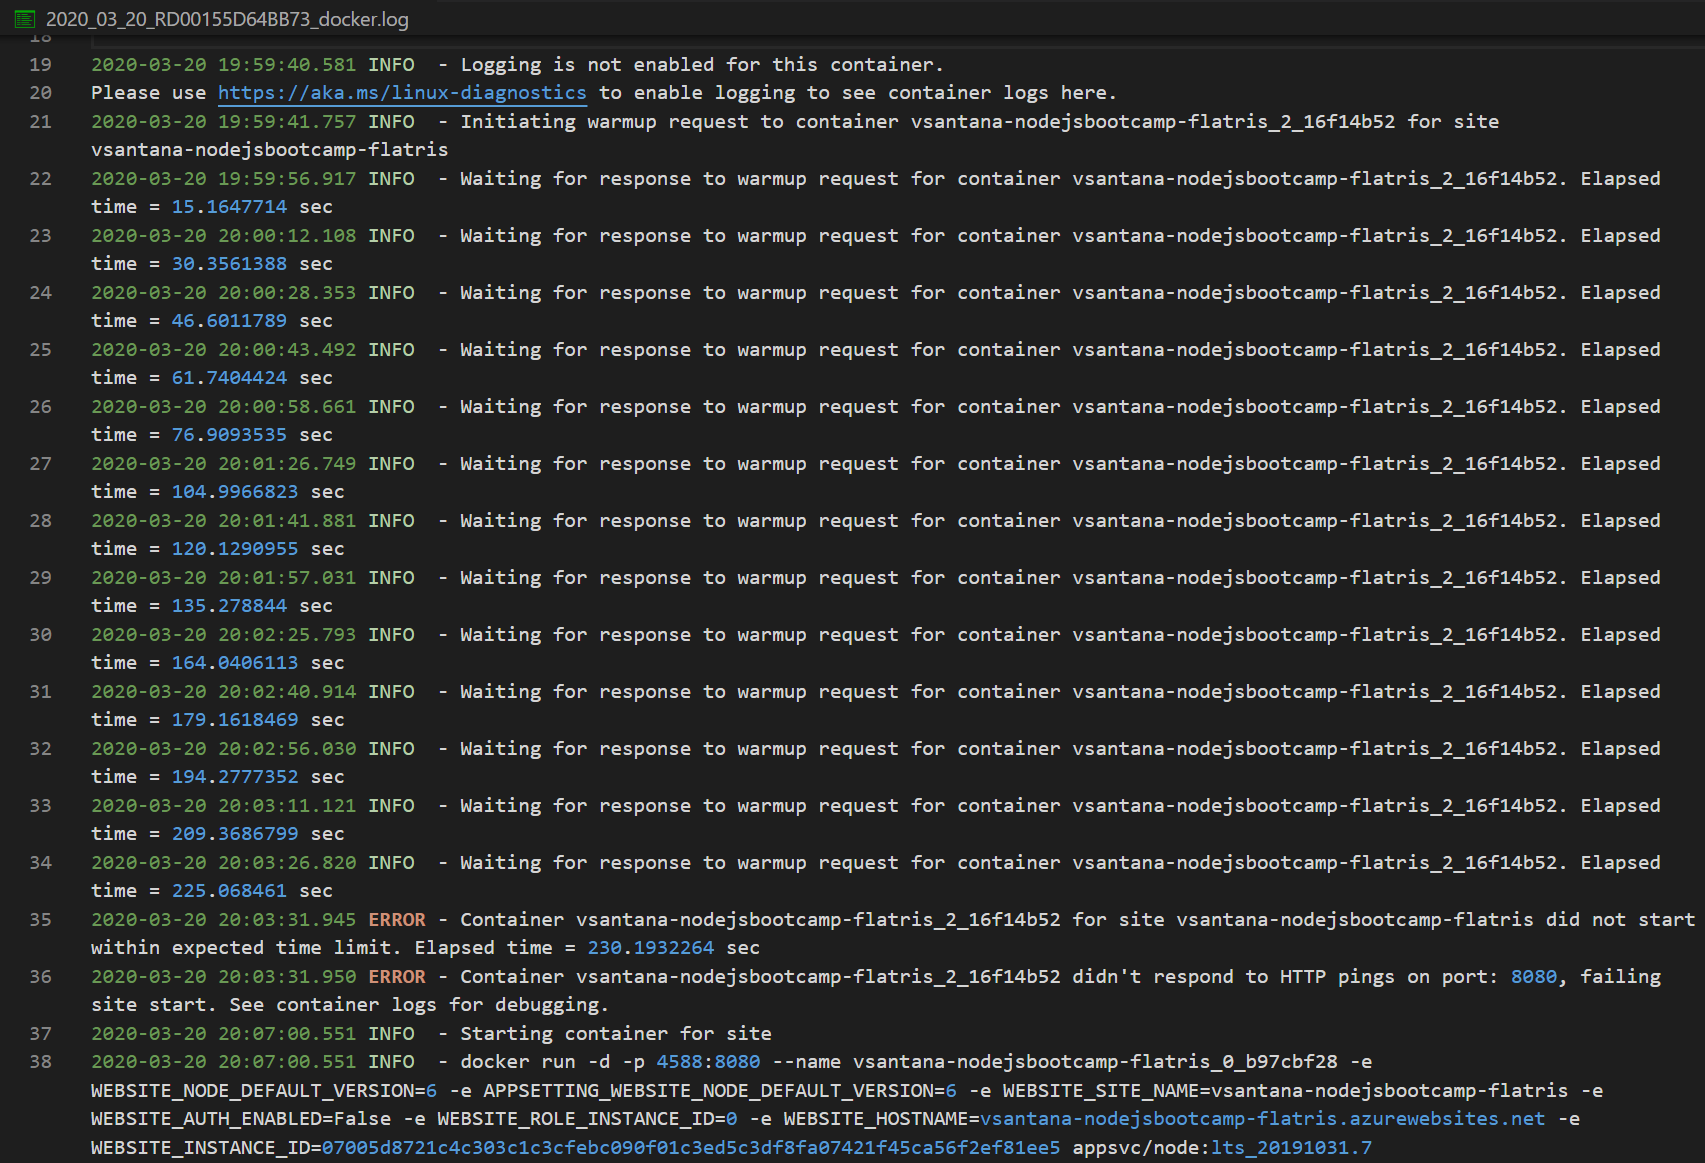 2020_03_20_RD00155D64BB73_docker.log
18
19 2020-03-20 19:59:40.581 INFO  - Logging is not enabled for this container.
20 Please use https://aka.ms/linux-diagnostics to enable logging to see container logs here.
21 2020-03-20 19:59:41.757 INFO  - Initiating warmup request to container vsantana-nodejsbootcamp-flatris_2_16f14b52 for site
vsantana-nodejsbootcamp-flatris
22 2020-03-20 19:59:56.917 INFO  - Waiting for response to warmup request for container vsantana-nodejsbootcamp-flatris_2_16f14b52. Elapsed
time = 15.1647714 sec
23 2020-03-20 20:00:12.108 INFO  - Waiting for response to warmup request for container vsantana-nodejsbootcamp-flatris_2_16f14b52. Elapsed
time = 30.3561388 sec
24 2020-03-20 20:00:28.353 INFO  - Waiting for response to warmup request for container vsantana-nodejsbootcamp-flatris_2_16f14b52. Elapsed
time = 46.6011789 sec
25 2020-03-20 20:00:43.492 INFO  - Waiting for response to warmup request for container vsantana-nodejsbootcamp-flatris_2_16f14b52. Elapsed
time = 61.7404424 sec
26 2020-03-20 20:00:58.661 INFO  - Waiting for response to warmup request for container vsantana-nodejsbootcamp-flatris_2_16f14b52. Elapsed
time = 76.9093535 sec
27 2020-03-20 20:01:26.749 INFO  - Waiting for response to warmup request for container vsantana-nodejsbootcamp-flatris_2_16f14b52. Elapsed
time = 104.9966823 sec
28 2020-03-20 20:01:41.881 INFO  - Waiting for response to warmup request for container vsantana-nodejsbootcamp-flatris_2_16f14b52. Elapsed
time = 120.1290955 sec
29 2020-03-20 20:01:57.031 INFO  - Waiting for response to warmup request for container vsantana-nodejsbootcamp-flatris_2_16f14b52. Elapsed
time = 135.278844 sec
30 2020-03-20 20:02:25.793 INFO  - Waiting for response to warmup request for container vsantana-nodejsbootcamp-flatris_2_16f14b52. Elapsed
time = 164.0406113 sec
31 2020-03-20 20:02:40.914 INFO  - Waiting for response to warmup request for container vsantana-nodejsbootcamp-flatris_2_16f14b52. Elapsed
time = 179.1618469 sec
32 2020-03-20 20:02:56.030 INFO  - Waiting for response to warmup request for container vsantana-nodejsbootcamp-flatris_2_16f14b52. Elapsed
time = 194.2777352 sec
33 2020-03-20 20:03:11.121 INFO  - Waiting for response to warmup request for container vsantana-nodejsbootcamp-flatris_2_16f14b52. Elapsed
time = 209.3686799 sec
34 2020-03-20 20:03:26.820 INFO  - Waiting for response to warmup request for container vsantana-nodejsbootcamp-flatris_2_16f14b52. Elapsed
time = 225.068461 sec
35 2020-03-20 20:03:31.945 ERROR - Container vsantana-nodejsbootcamp-flatris_2_16f14b52 for site vsantana-nodejsbootcamp-flatris did not start
within expected time limit. Elapsed time = 230.1932264 sec
36 2020-03-20 20:03:31.950 ERROR - Container vsantana-nodejsbootcamp-flatris_2_16f14b52 didn't respond to HTTP pings on port: 8080, failing
site start. See container logs for debugging.
37 2020-03-20 20:07:00.551 INFO  - Starting container for site
38 2020-03-20 20:07:00.551 INFO  - docker run -d -p 4588:8080 --name vsantana-nodejsbootcamp-flatris_0_b97cbf28 -e
WEBSITE_NODE_DEFAULT_VERSION=6 -e APPSETTING_WEBSITE_NODE_DEFAULT_VERSION=6 -e WEBSITE_SITE_NAME=vsantana-nodejsbootcamp-flatris -e
WEBSITE_AUTH_ENABLED=False -e WEBSITE_ROLE_INSTANCE_ID=0 -e WEBSITE_HOSTNAME=vsantana-nodejsbootcamp-flatris.azurewebsites.net -e
WEBSITE_INSTANCE_ID=07005d8721c4c303c1c3cfebc090f01c3ed5c3df8fa07421f45ca56f2ef81ee5 appsvc/node:lts_20191031.7